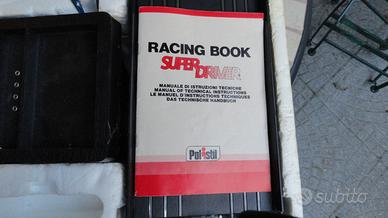 RACING BOOK
SUPER DRIVER
MANUALE DI ISTRUZIONI TECNICHE
MANUAL OF TECHNICAL INSTRUCTIONS
LE MANUEL D'INSTRUCTIONS TECHNIQUES
DAS TECHNISCHE HANDBUCH
Polistil
subito